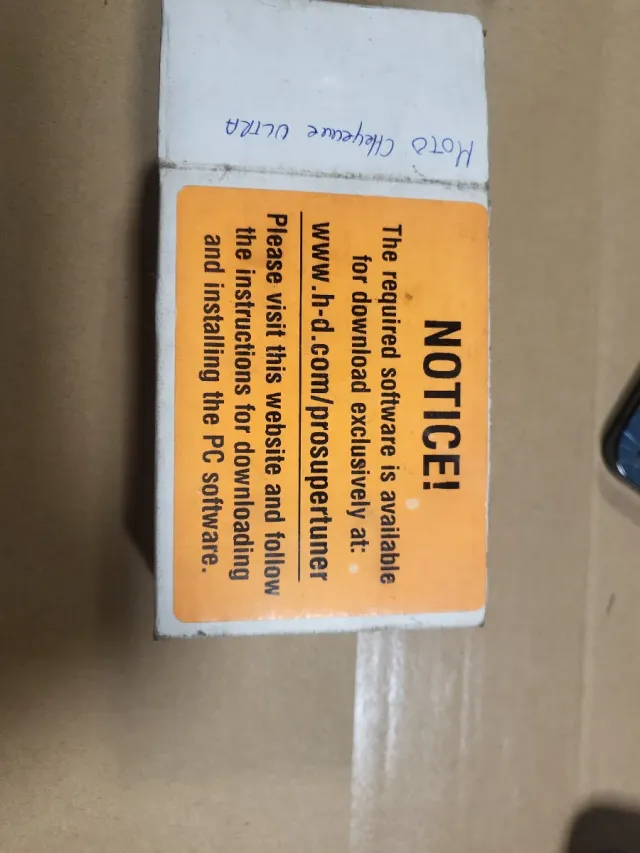 MOTO Cheyenne ULTRA
NOTICE!
The required software is available
for download exclusively at:
www.h-d.com/prosupertuner
Please visit this website and follow
the instructions for downloading
and installing the PC software.